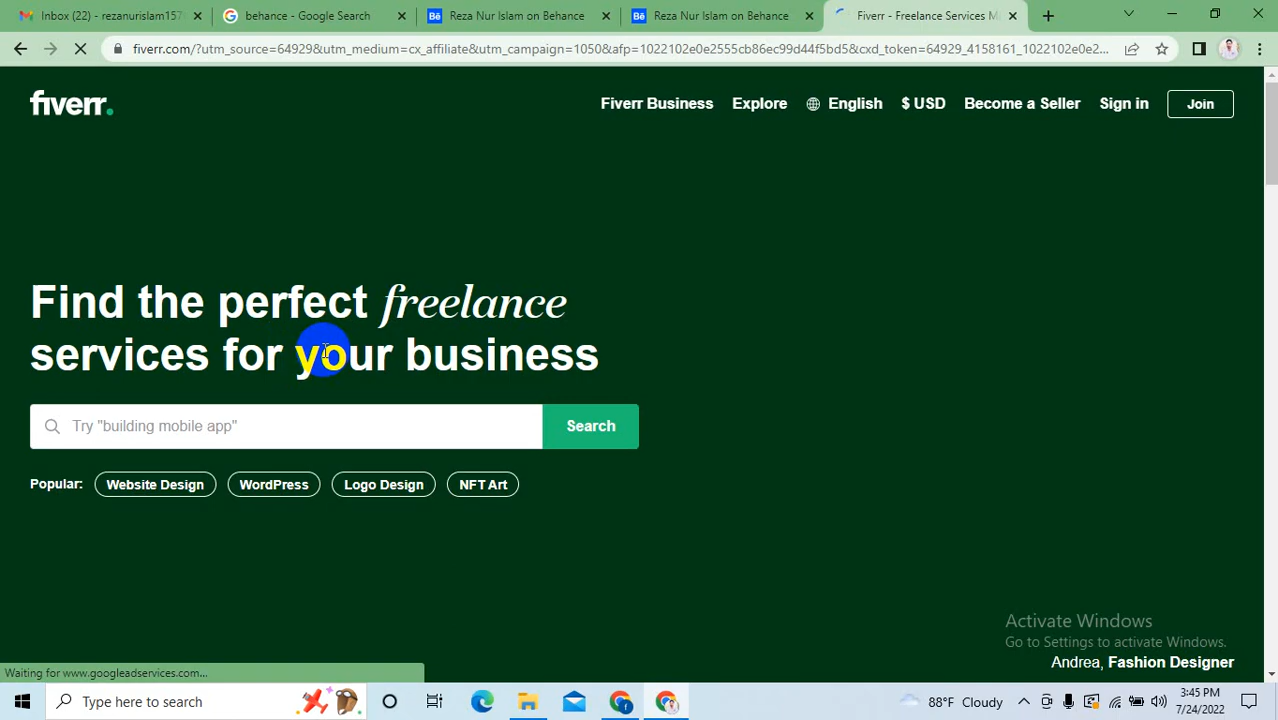 Inbox (22) - rezanurislam157
behance - Google Search
Bē Reza Nur Islam on Behance
Bē Reza Nur Islam on Behance
Fiverr - Freelance Services M
fiverr.com/?utm_source=64929&utm_medium=cx_affiliate&utm_campaign=1050&afp=1022102e0e2555cb86ec99d44f5bd5&cxd_token=64929_4158161_1022102e0e2...
fiverr.
Fiverr Business
Explore
English
$ USD
Become a Seller
Sign in
Join
Find the perfect freelance
services for your business
Try "building mobile app"
Search
Popular:
Website Design
WordPress
Logo Design
NFT Art
Activate Windows
Go to Settings to activate Windows.
Andrea, Fashion Designer
Waiting for www.googleadservices.com...
Type here to search
88°F Cloudy
3:45 PM
7/24/2022